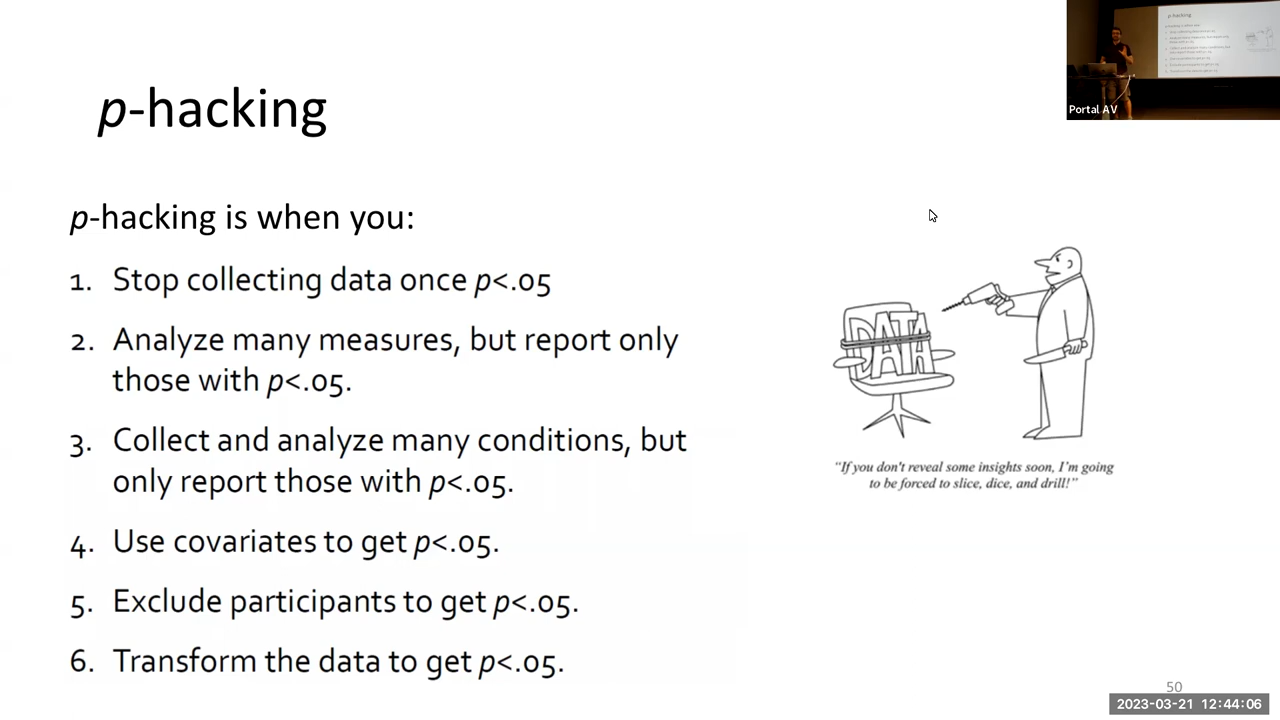 p-hacking
Portal AV
p-hacking is when you:
1. Stop collecting data once p<.05
2. Analyze many measures, but report only
those with p<.05.
3. Collect and analyze many conditions, but
only report those with p<.05.
4. Use covariates to get p<.05.
5. Exclude participants to get p<.05.
6. Transform the data to get p<.05.
DATA
"If you don't reveal some insights soon, I'm going
to be forced to slice, dice, and drill!"
50
2023-03-21 12:44:06